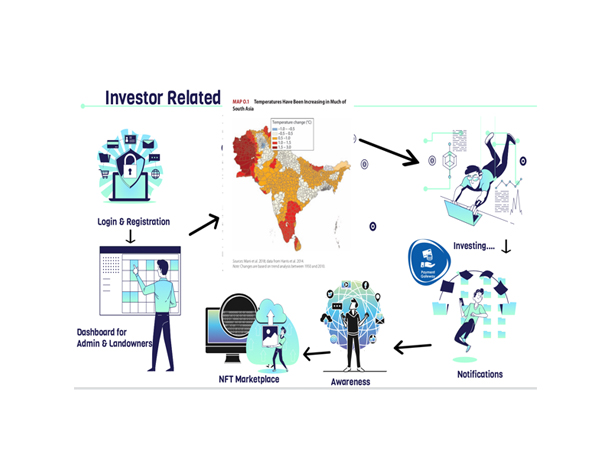 Investor Related
MAP O.1 Temperatures Have Been Increasing in Much of
South Asia
Temperature change (°C)
Login & Registration
Investing....
Payment
Gateway
Dashboard for
Admin & Landowners
NFT Marketplace
Awareness
Notifications